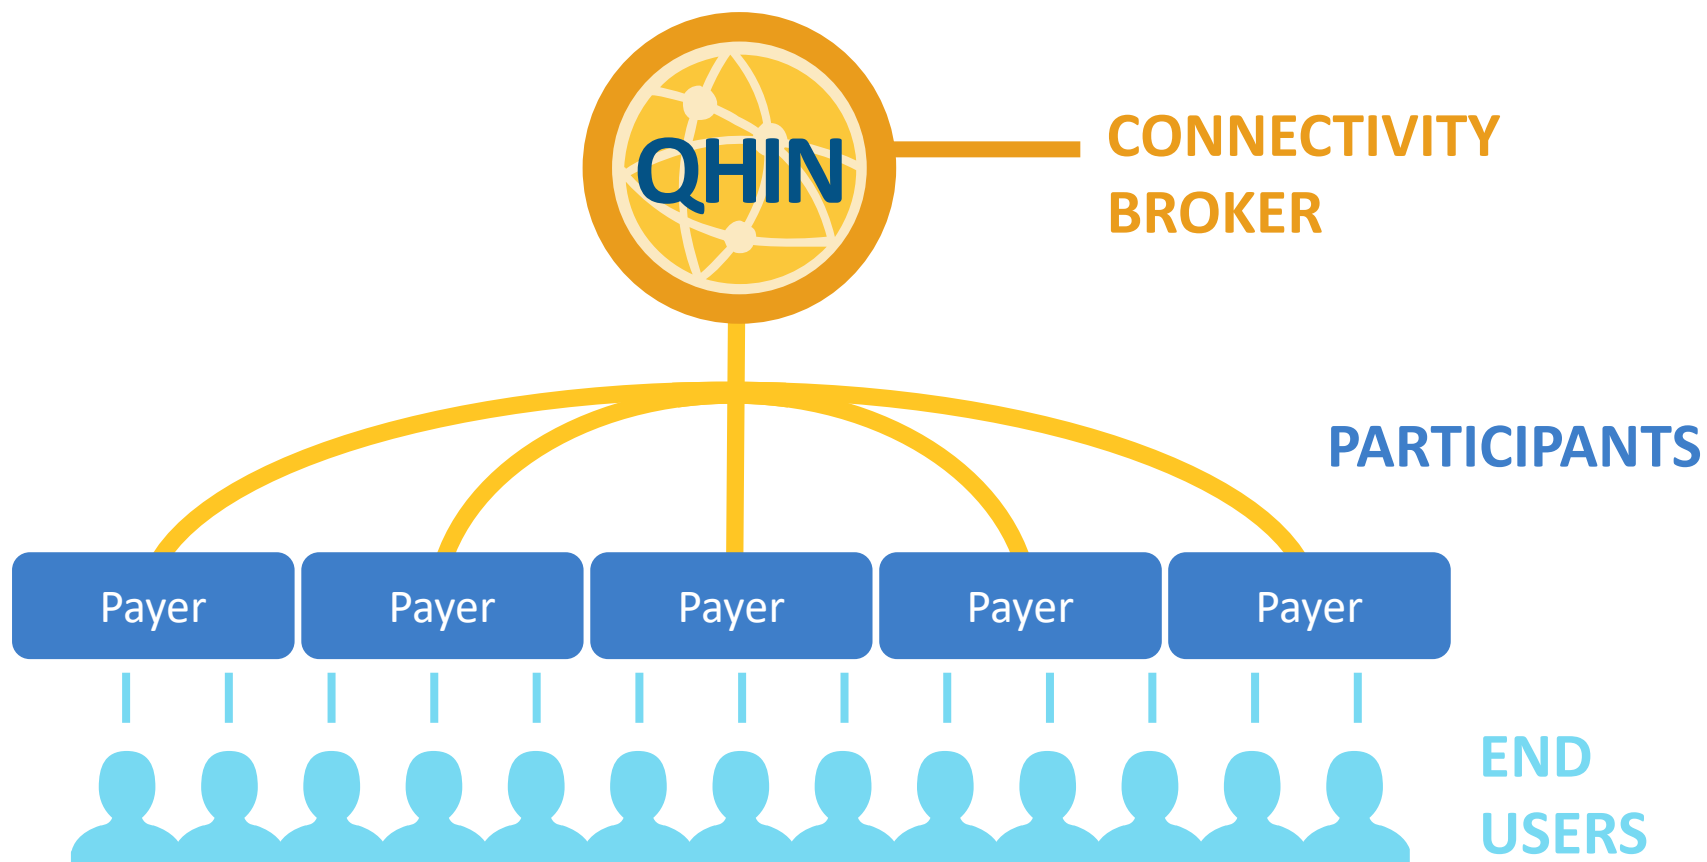 QHIN
CONNECTIVITY
BROKER
PARTICIPANTS
Payer
Payer
Payer
Payer
Payer
END
USERS